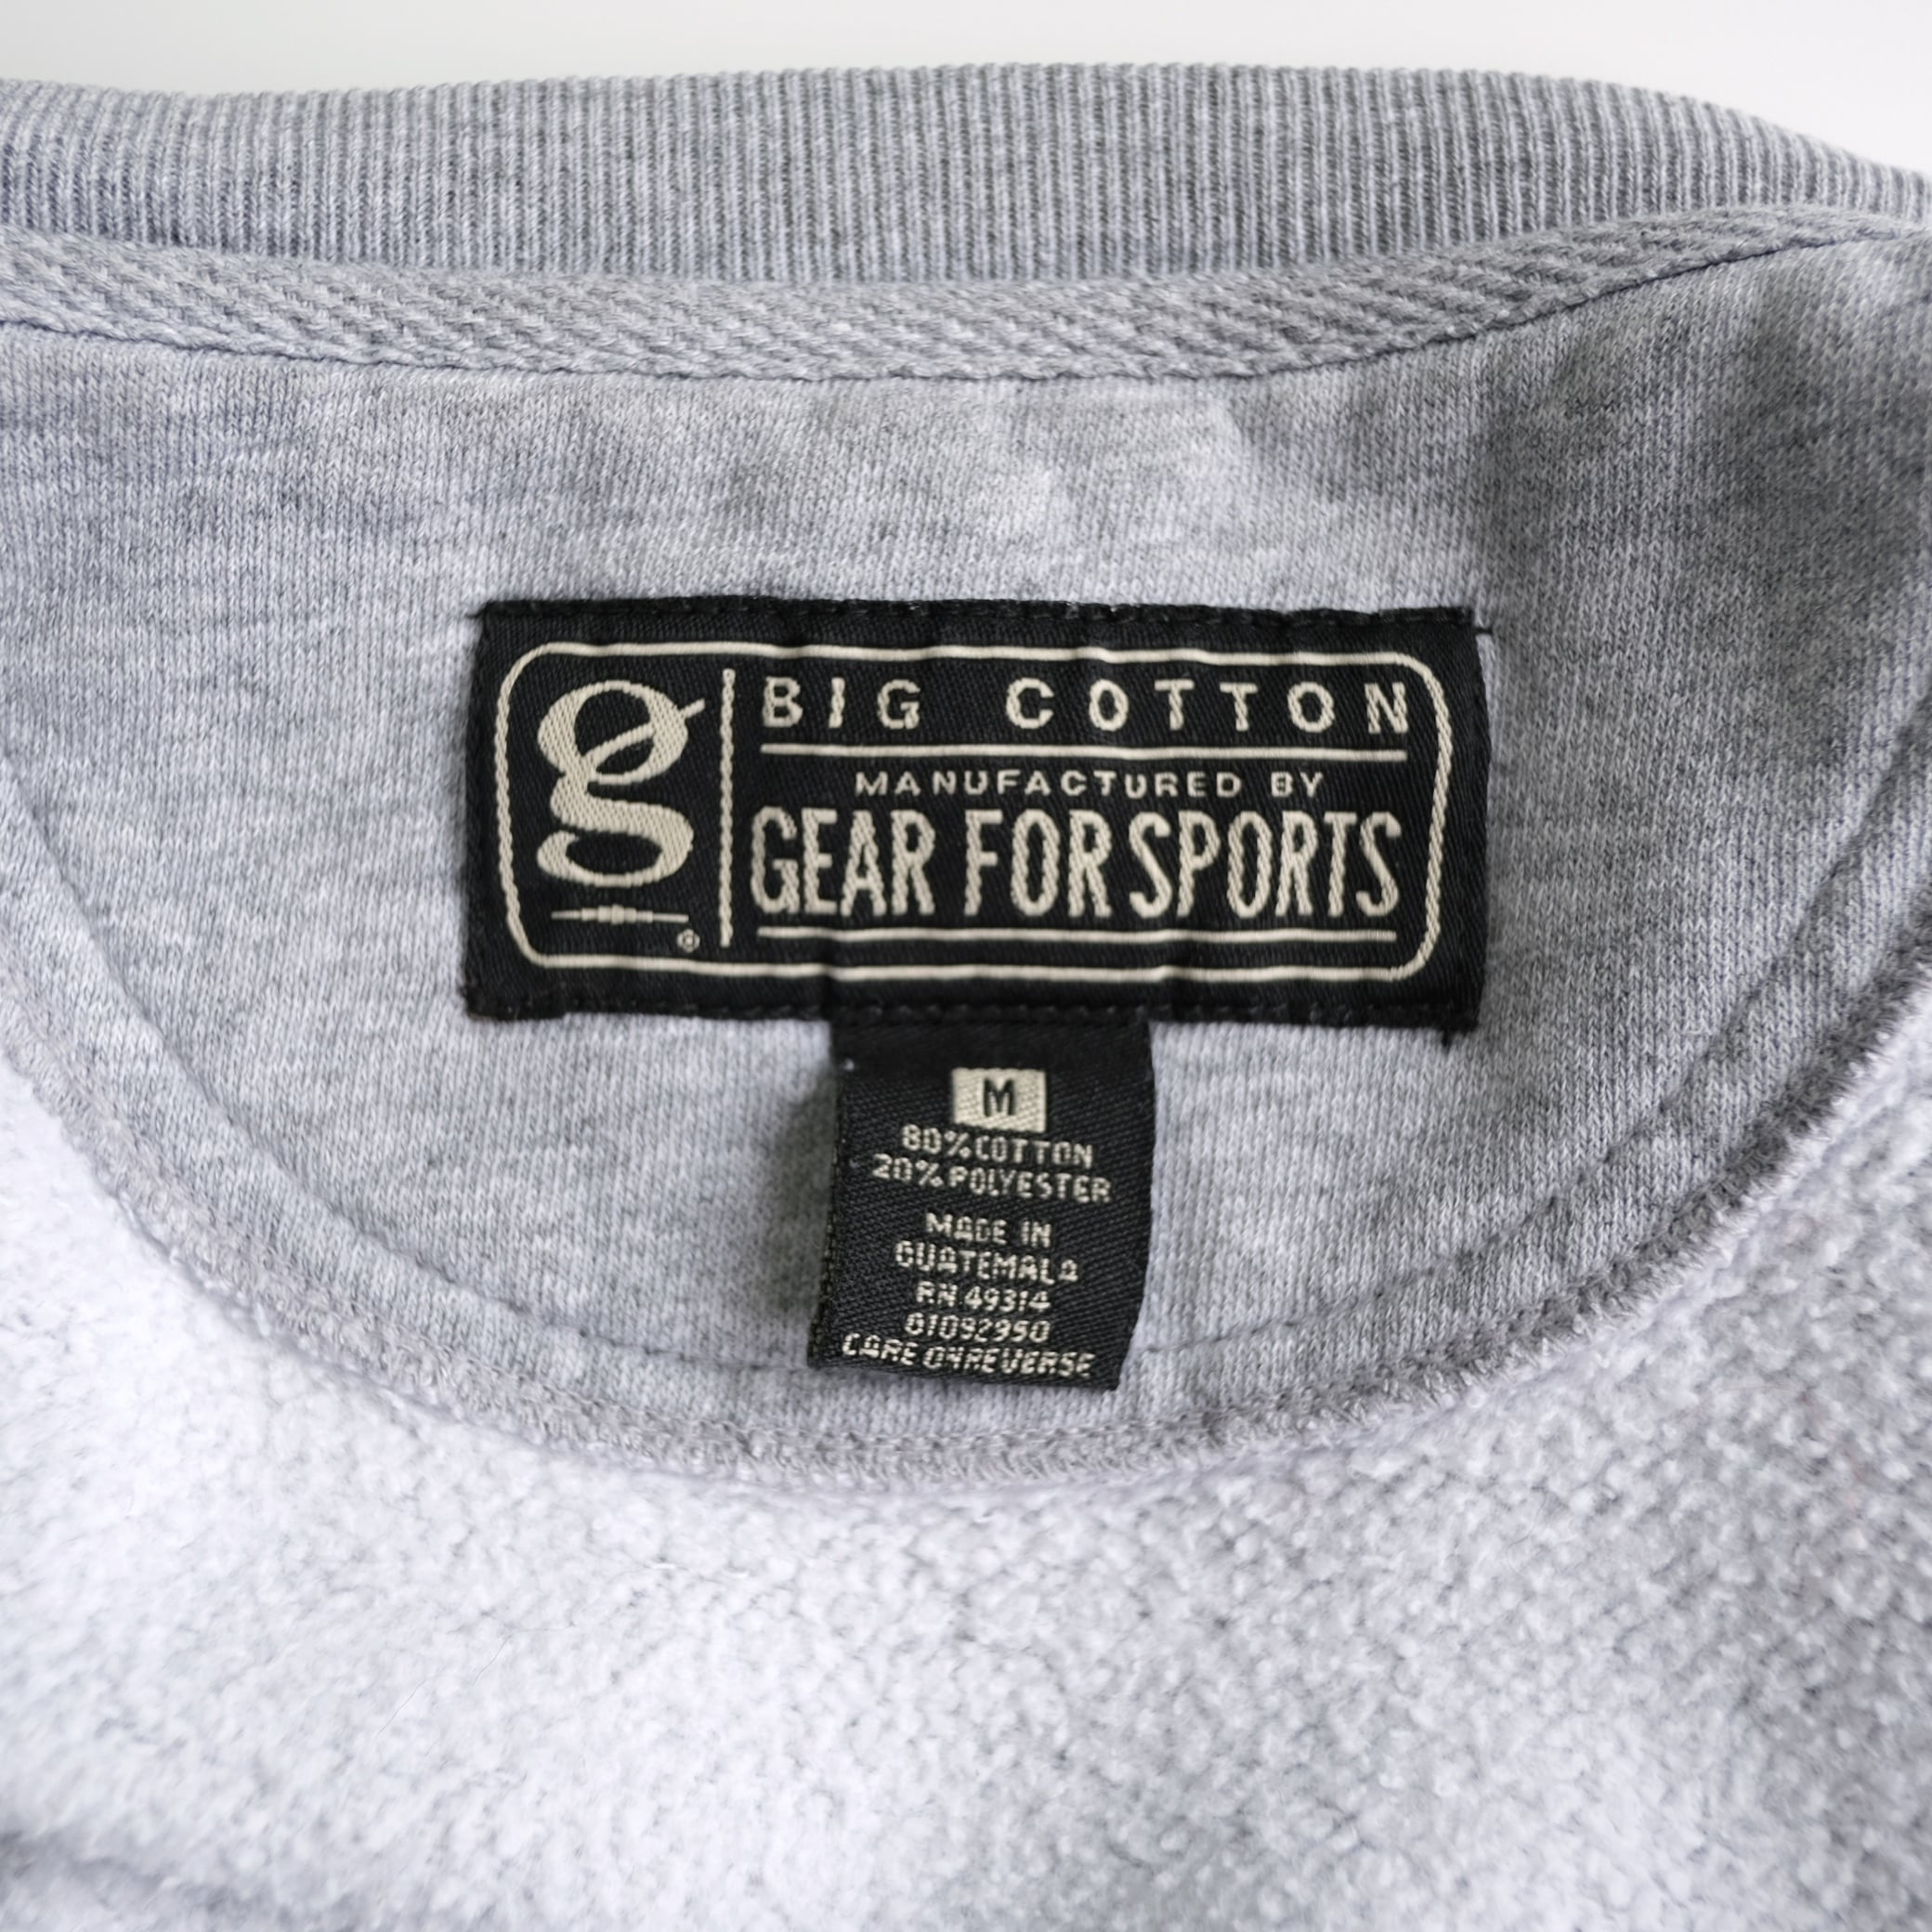 g
BIG COTTON
MANUFACTURED BY
GEAR FOR SPORTS
®
M
80% COTTON
20% POLYESTER
MADE IN
GUATEMALA
RN 49314
01092950
CARE ON REVERSE